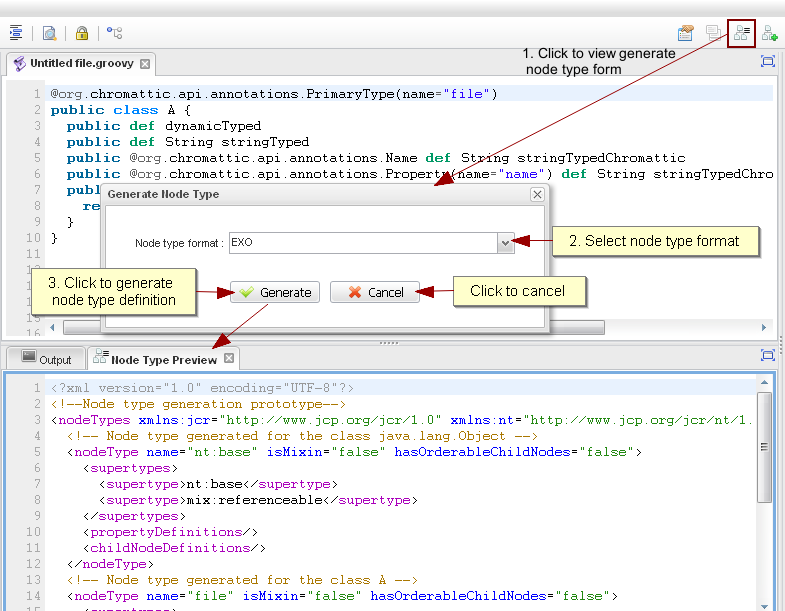 1. Click to view generate
node type form
Untitled file.groovy
1 @org.chromattic.api.annotations.PrimaryType(name="file")
2 public class A {
3 public def dynamicTyped
4 public def String stringTyped
5 public @org.chromattic.api.annotations.Name def String stringTypedChromattic
6 public @org.chromattic.api.annotations.Property(name="name") def String stringTypedChro
7 publ
8 re
9 }
10 }
11
Generate Node Type
Node type format : EXO
2. Select node type format
3. Click to generate
node type definition
Generate
Cancel
Click to cancel
15
16
Output
Node Type Preview
1 <?xml version="1.0" encoding="UTF-8"?>
2 <!--Node type generation prototype-->
3 <nodeTypes xmlns:jcr="http://www.jcp.org/jcr/1.0" xmlns:nt="http://www.jcp.org/jcr/nt/1.
4 <!-- Node type generated for the class java.lang.Object -->
5 <nodeType name="nt:base" isMixin="false" hasOrderableChildNodes="false">
6 <supertypes>
7 <supertype>nt:base</supertype>
8 <supertype>mix:referenceable</supertype>
9 </supertypes>
10 <propertyDefinitions/>
11 <childNodeDefinitions/>
12 </nodeType>
13 <!-- Node type generated for the class A -->
14 <nodeType name="file" isMixin="false" hasOrderableChildNodes="false">
15 <supertypes>